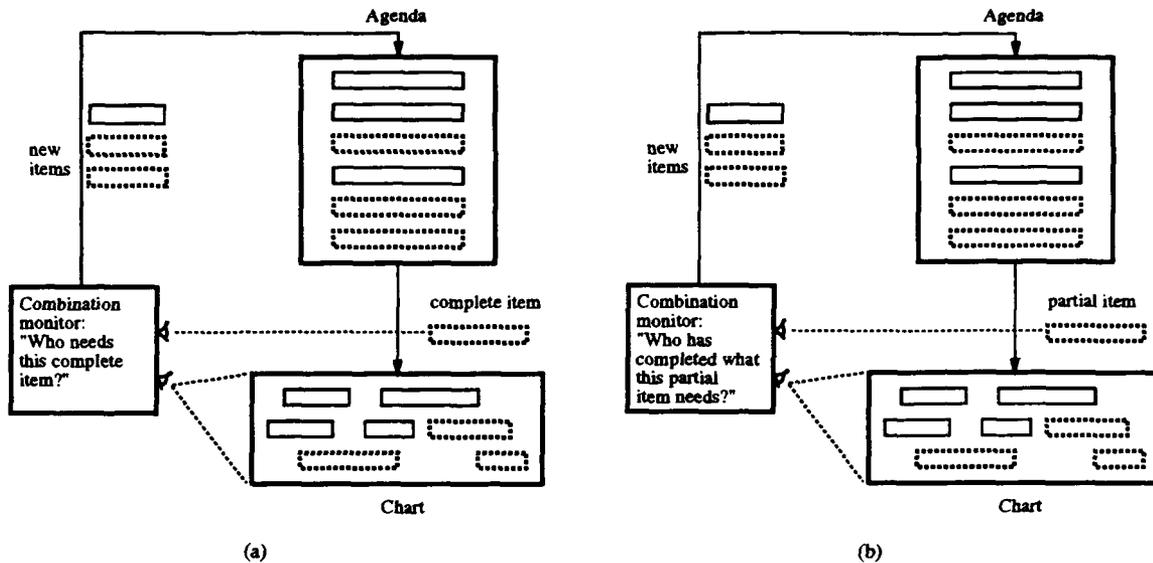 Agenda
new
items
Combination
monitor:
"Who needs
this complete
item?"
complete item
Chart
(a)
Agenda
new
items
Combination
monitor:
"Who has
completed what
this partial
item needs?"
partial item
Chart
(b)